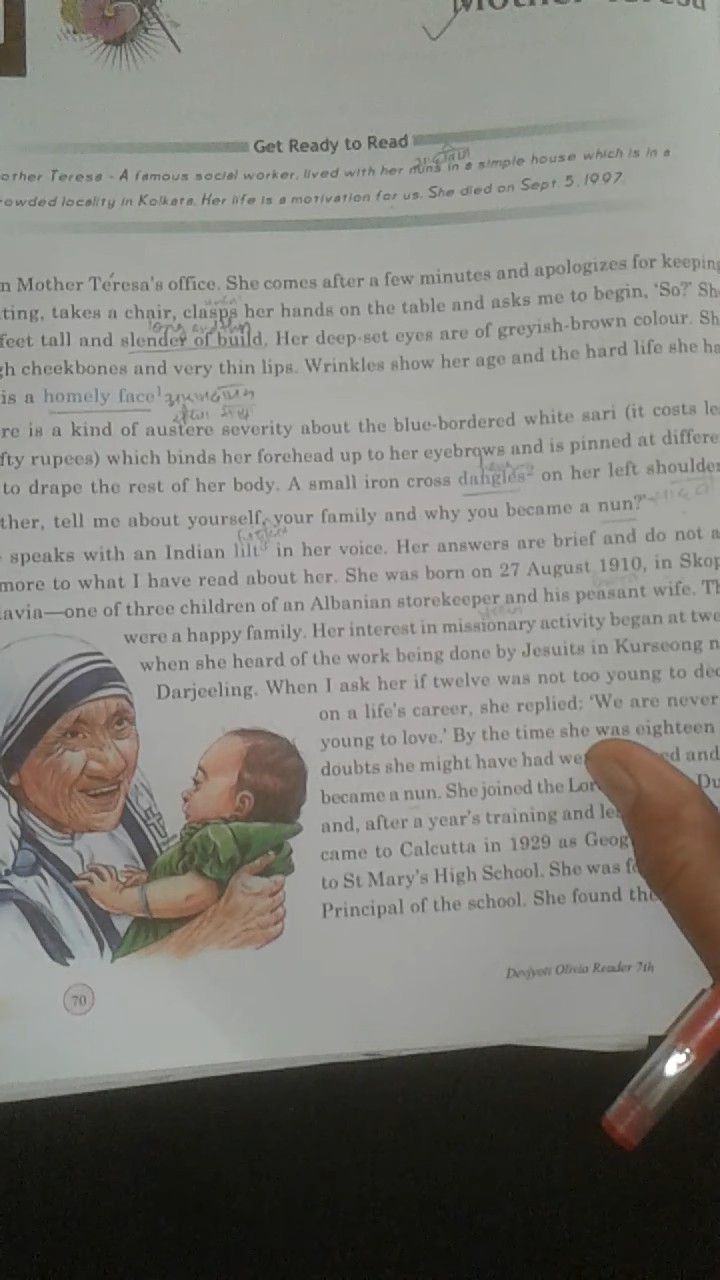 Get Ready to Read
other Teresa - A famous social worker, lived with her nuns in a simple house which is in a
rowded locality in Kolkata. Her life is a motivation for us. She died on Sept. 5, 1997.
n Mother Teresa's office. She comes after a few minutes and apologizes for keeping
ting, takes a chair, clasps her hands on the table and asks me to begin, 'So?' Sh
feet tall and slender of build. Her deep-set eyes are of greyish-brown colour. Sh
gh cheekbones and very thin lips. Wrinkles show her age and the hard life she ha
is a homely face¹
re is a kind of austere severity about the blue-bordered white sari (it costs le
fty rupees) which binds her forehead up to her eyebrows and is pinned at differe
to drape the rest of her body. A small iron cross dangles² on her left shoulder
ther, tell me about yourself, your family and why you became a nun?'
speaks with an Indian lilt³ in her voice. Her answers are brief and do not a
more to what I have read about her. She was born on 27 August 1910, in Skop
avia—one of three children of an Albanian storekeeper and his peasant wife. Th
were a happy family. Her interest in missionary activity began at twe
when she heard of the work being done by Jesuits in Kurseong n
Darjeeling. When I ask her if twelve was not too young to dec
on a life's career, she replied: 'We are never
young to love.' By the time she was eighteen
doubts she might have had we ed and
became a nun. She joined the Lor Du
and, after a year's training and le
came to Calcutta in 1929 as Geog
to St Mary's High School. She was f
Principal of the school. She found the
Devjyoti Olivia Reader 7th
70